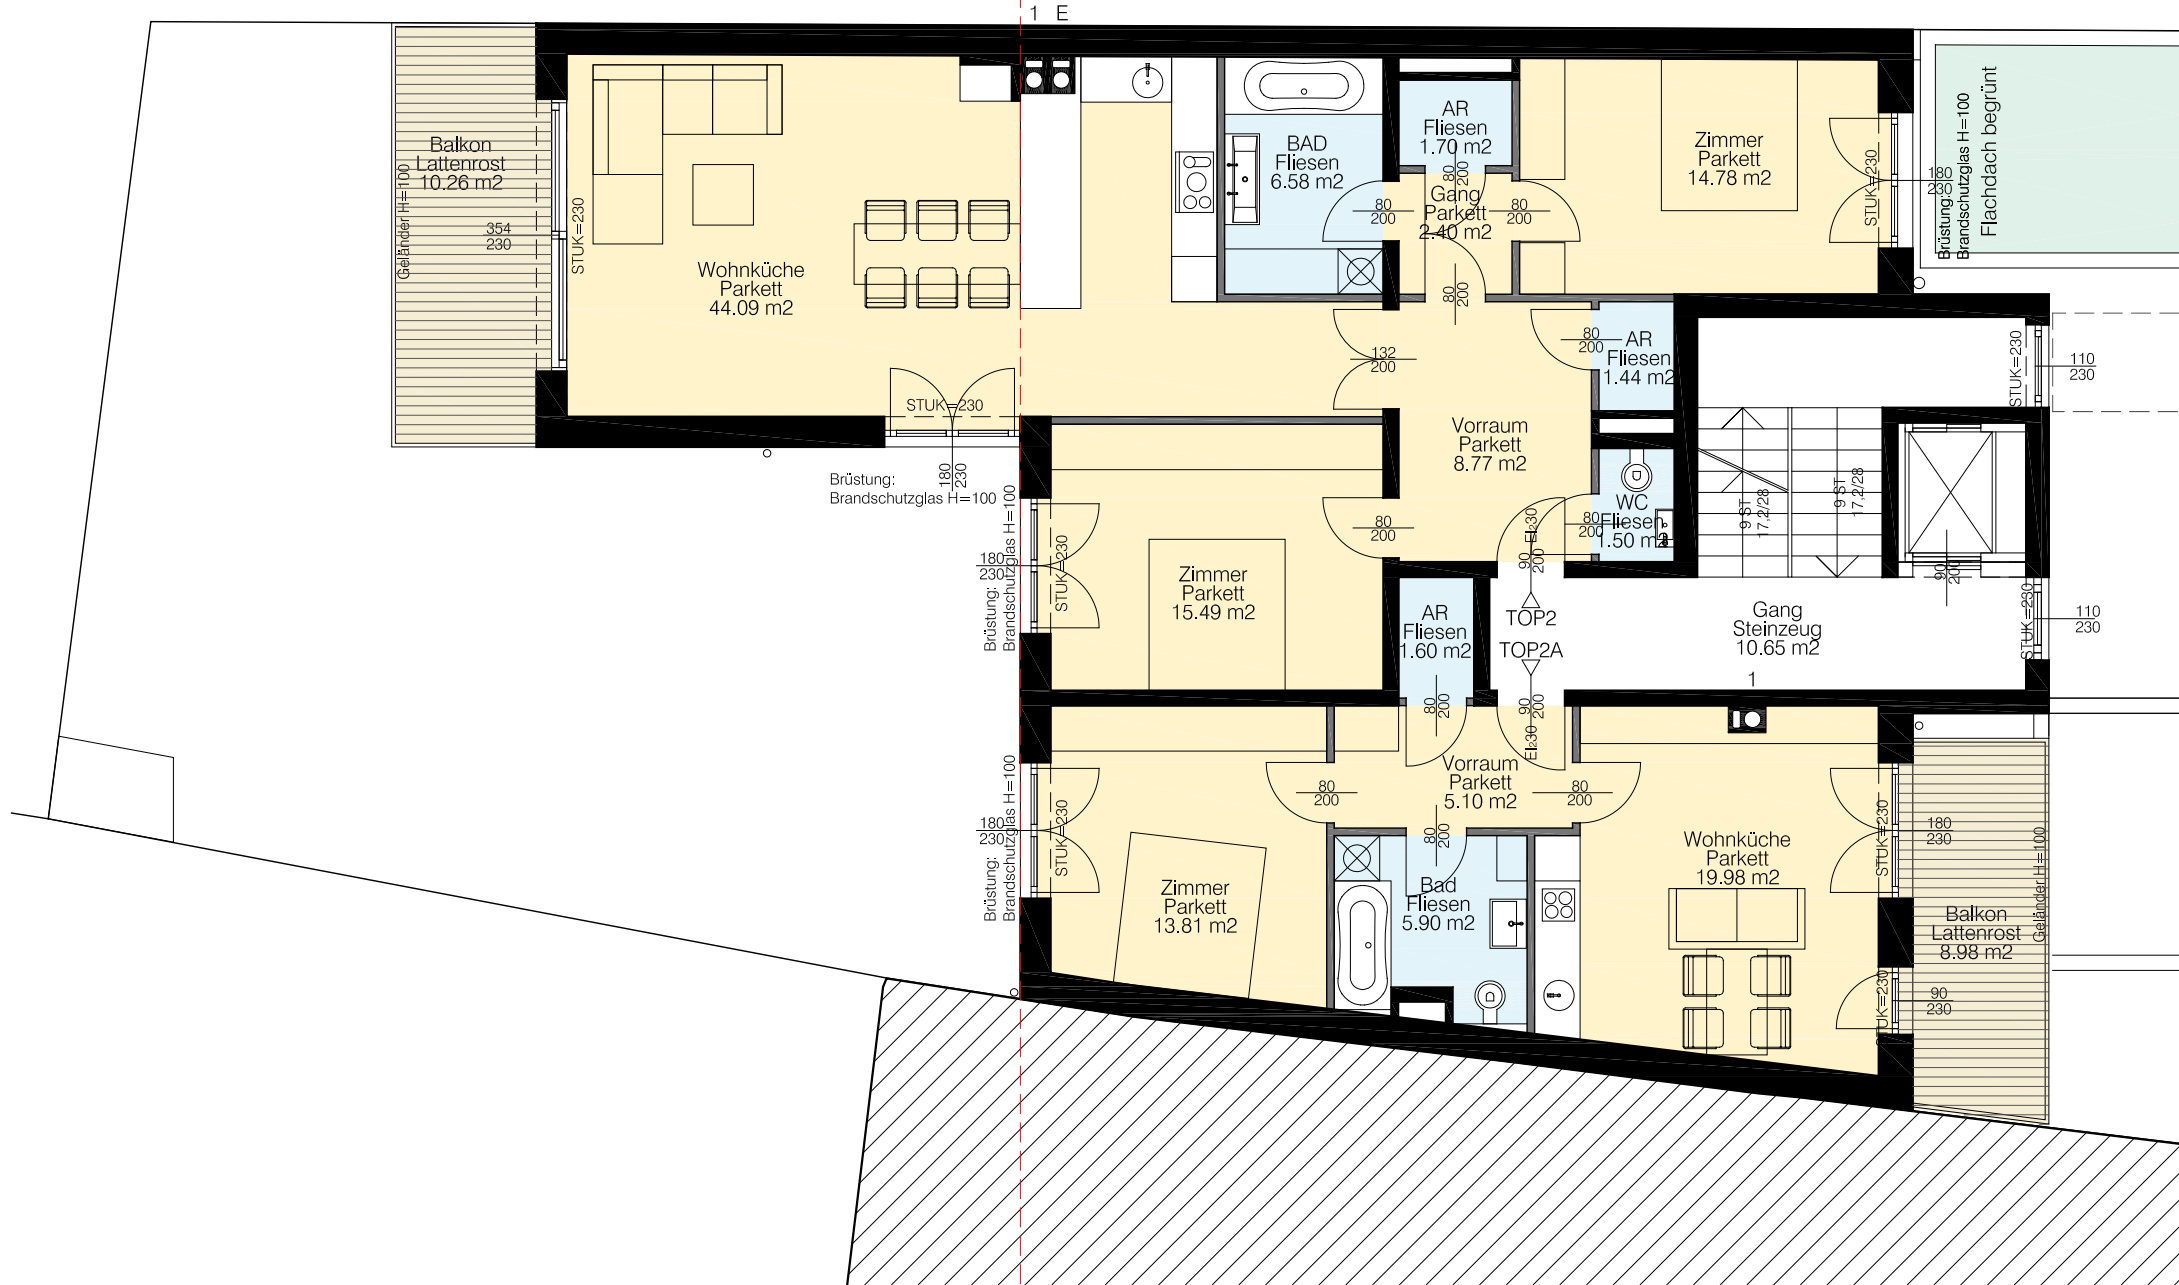 1 E
Balkon
Lattenrost
10.26 m2
Geländer H=100
354
230
STUK=230
Wohnküche
Parkett
44.09 m2
STUK=230
180
230
Brüstung:
Brandschutzglas H=100
BAD
Fliesen
6.58 m2
80
200
AR
Fliesen
1.70 m2
80
200
Gang
Parkett
2.40 m2
80
200
80
200
Zimmer
Parkett
14.78 m2
STUK=230
180
230
Brüstung:
Brandschutzglas H=100
Flachdach begrünt
132
200
80
200
AR
Fliesen
1.44 m2
Vorraum
Parkett
8.77 m2
STUK=230
110
230
9 ST
17,2/28
9 ST
17,2/28
90
200
WC
Fliesen
1.50 m2
80
200
90
200
EI₂30
80
200
Zimmer
Parkett
15.49 m2
STUK=230
180
230
Brüstung:
Brandschutzglas H=100
AR
Fliesen
1.60 m2
TOP2
TOP2A
Gang
Steinzeug
10.65 m2
1
STUK=230
110
230
80
200
90
200
EI₂30
Vorraum
Parkett
5.10 m2
80
200
80
200
80
200
Zimmer
Parkett
13.81 m2
STUK=230
180
230
Brüstung:
Brandschutzglas H=100
Bad
Fliesen
5.90 m2
Wohnküche
Parkett
19.98 m2
STUK=230
180
230
STUK=230
90
230
Balkon
Lattenrost
8.98 m2
Geländer H=100